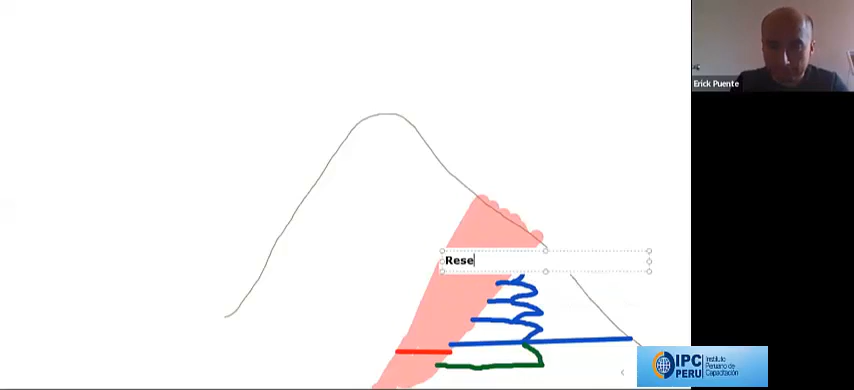 Erick Puente
Rese
IPC
PERU
Instituto
Peruano de
Capacitación